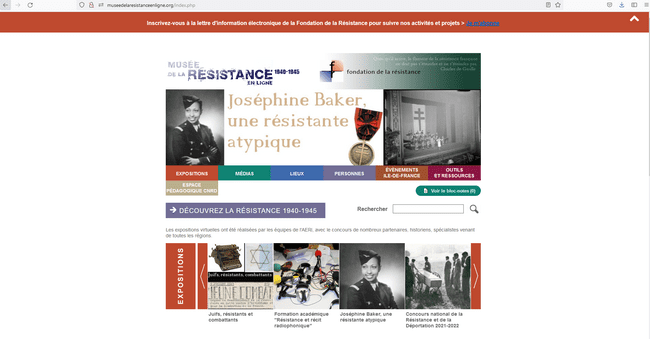 museedelaresistanceenligne.org/index.php
Inscrivez-vous à la lettre d'information électronique de la Fondation de la Résistance pour suivre nos activités et projets >
MUSÉE
DE LA RÉSISTANCE 1940-1945
EN LIGNE
fondation de la résistance
Joséphine Baker,
une résistante
atypique
EXPOSITIONS
MÉDIAS
LIEUX
PERSONNES
ÉVÉNEMENTS
ILE-DE-FRANCE
OUTILS
ET RESSOURCES
ESPACE
PÉDAGOGIQUE CNRD
Voir le bloc-notes (0)
DÉCOUVREZ LA RÉSISTANCE 1940-1945
Rechercher
Les expositions virtuelles ont été réalisées par les équipes de l'AERI, avec le concours de nombreux partenaires, historiens, spécialistes venant
de toutes les régions.
EXPOSITIONS
Juifs, résistants, combattants
JEUNE COMBAT
Juifs, résistants et
combattants
Formation académique
"Résistance et récit
radiophonique"
Joséphine Baker, une
résistante atypique
Concours national de la
Résistance et de la
Déportation 2021-2022